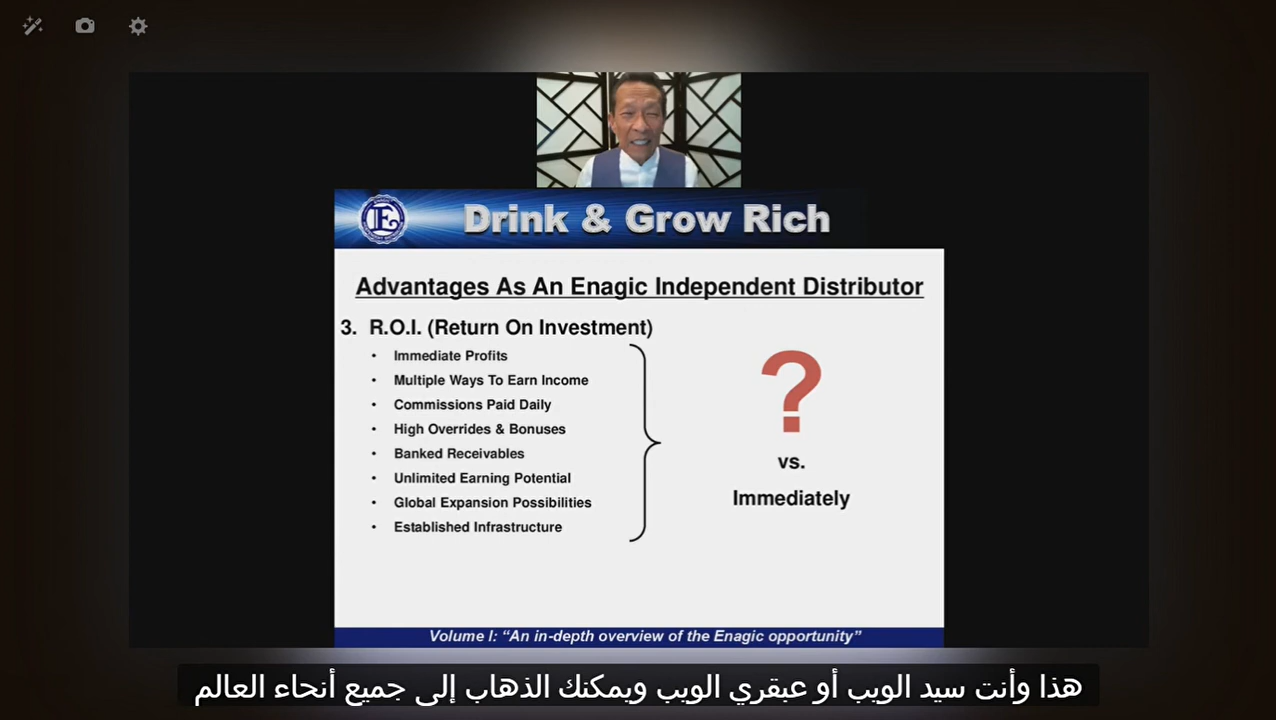 Drink & Grow Rich
Advantages As An Enagic Independent Distributor
3. R.O.I. (Return On Investment)
• Immediate Profits
• Multiple Ways To Earn Income
• Commissions Paid Daily
• High Overrides & Bonuses
• Banked Receivables
• Unlimited Earning Potential
• Global Expansion Possibilities
• Established Infrastructure
?
vs.
Immediately
Volume I: “An in-depth overview of the Enagic opportunity”
هذا وأنت سيد الويب أو عبقري الويب ويمكنك الذهاب إلى جميع أنحاء العالم